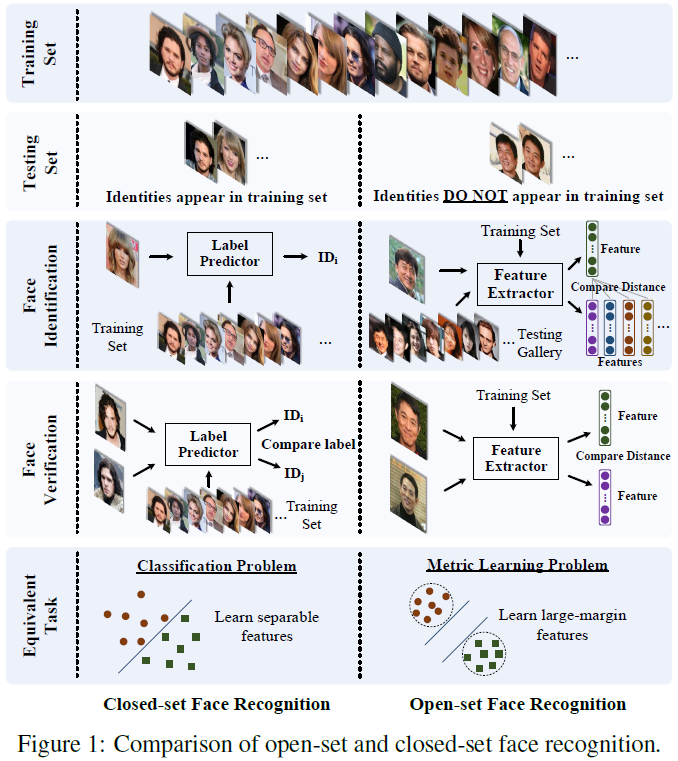 Training
Set
...
Testing
Set
...
Identities appear in training set
...
Identities DO NOT appear in training set
Face
Identification
Label
Predictor
IDi
Training
Set
...
Training Set
Feature
Extractor
Feature
Compare Distance
... Testing
Gallery
...
Features
Face
Verification
Label
Predictor
IDi
Compare label
IDj
... Training
Set
Training Set
Feature
Extractor
Feature
Compare Distance
Feature
Equivalent
Task
Classification Problem
Learn separable
features
Metric Learning Problem
Learn large-margin
features
Closed-set Face Recognition
Open-set Face Recognition
Figure 1: Comparison of open-set and closed-set face recognition.